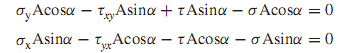 σyAcosα − τxyAsinα + τAsinα − σAcosα = 0
σxAsinα − τyxAcosα − τAcosα − σAsinα = 0